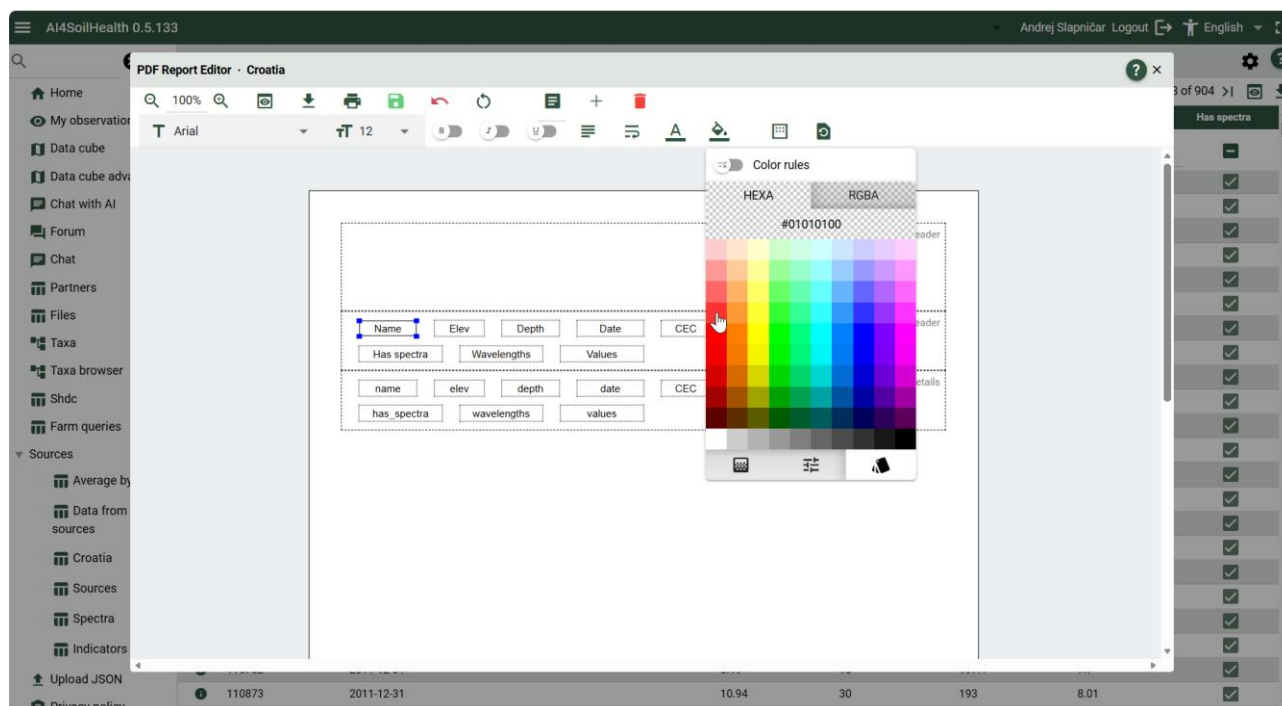 AI4SoilHealth 0.5.133
Andrej Slapničar Logout English
PDF Report Editor · Croatia
Home
My observation
Data cube
Data cube adva
Chat with AI
Forum
Chat
Partners
Files
Taxa
Taxa browser
Shdc
Farm queries
Sources
Average by
Data from
sources
Croatia
Sources
Spectra
Indicators
Upload JSON
100%
of 904
Has spectra
Arial 12 B I U A
Color rules
HEXA RGBA
#01010100
eader
Name Elev Depth Date CEC
eader
Has spectra Wavelengths Values
name elev depth date CEC
etails
has_spectra wavelengths values
110873 2011-12-31 10.94 30 193 8.01